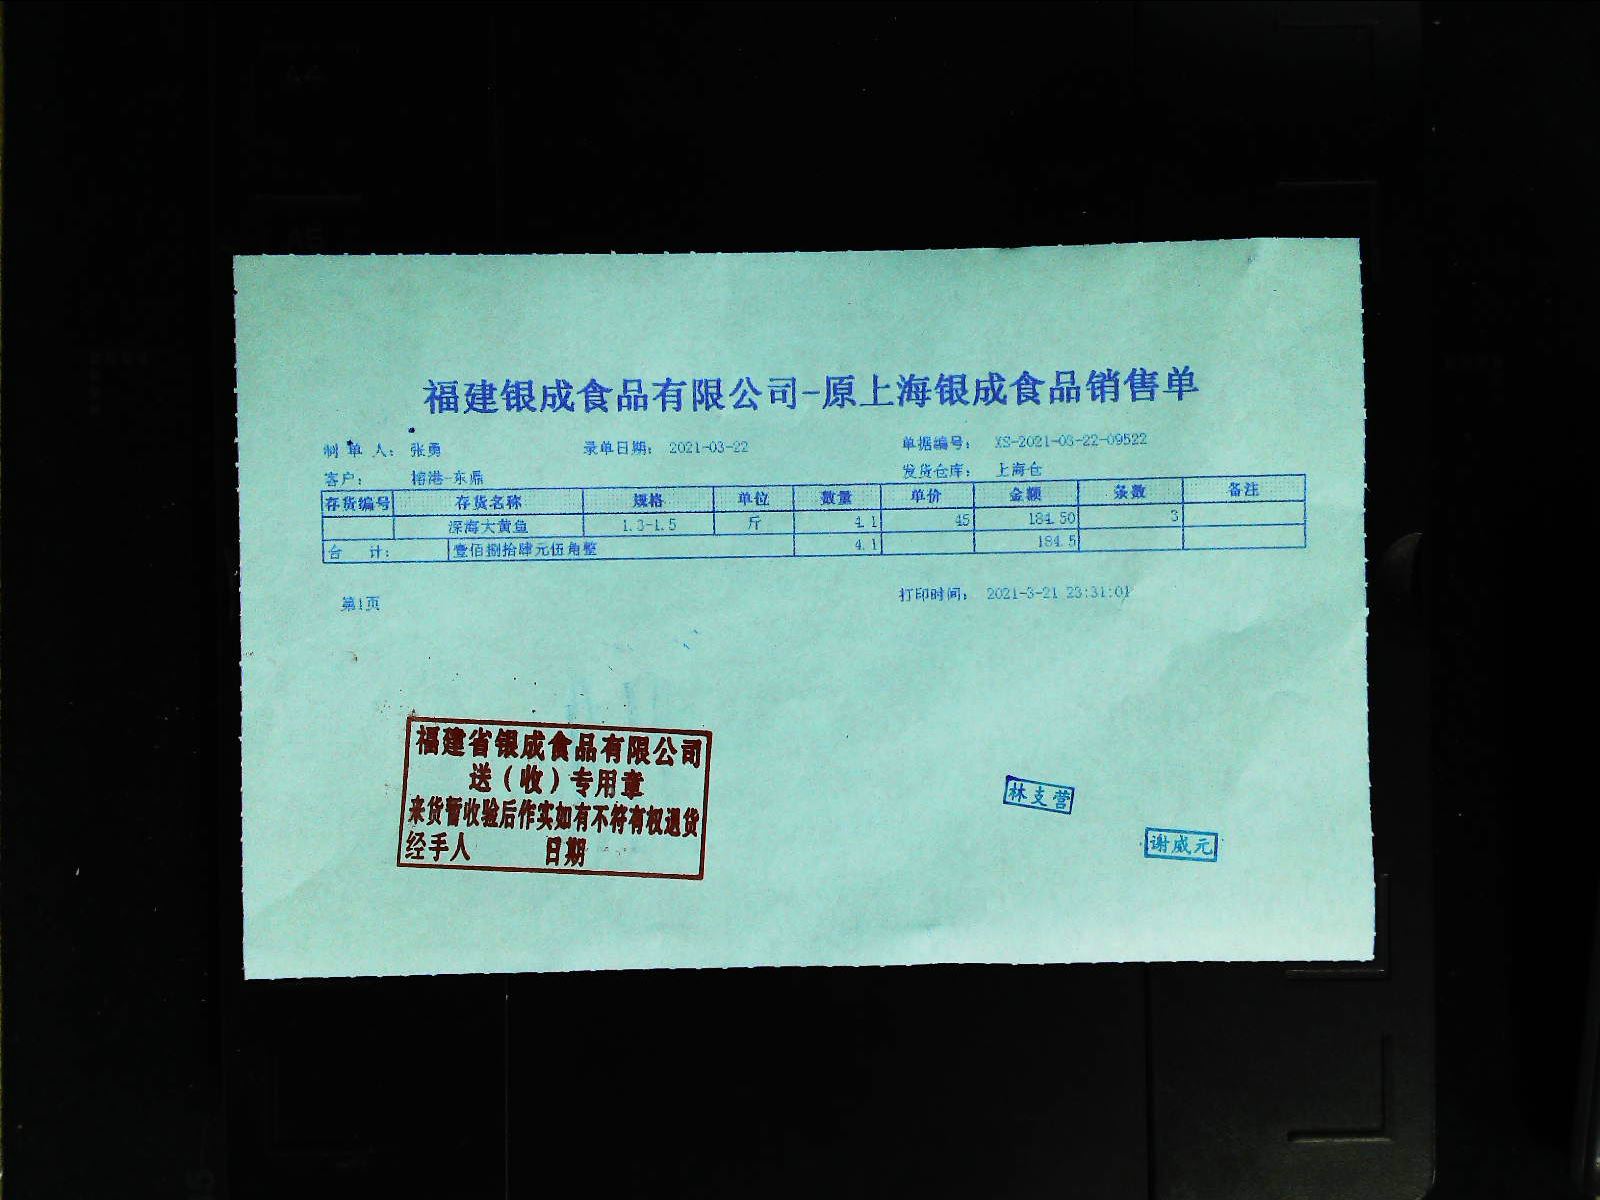 福建银成食品有限公司-原上海银成食品销售单
制 单 人： 张勇 录单日期： 2021-03-22 单据编号： XS-2021-03-22-09522
客户： 榕港-东鼎 发货仓库： 上海仓
存货编号 存货名称 规格 单位 数量 单价 金额 条数 备注
深海大黄鱼 1.3-1.5 斤 4.1 45 184.50 3
合 计： 壹佰捌拾肆元伍角整 4.1 184.5
第1页 打印时间： 2021-3-21 23:31:01
福建省银成食品有限公司
送（收）专用章
来货暂收验后作实如有不符有权退货
经手人 日期
林支营
谢威元